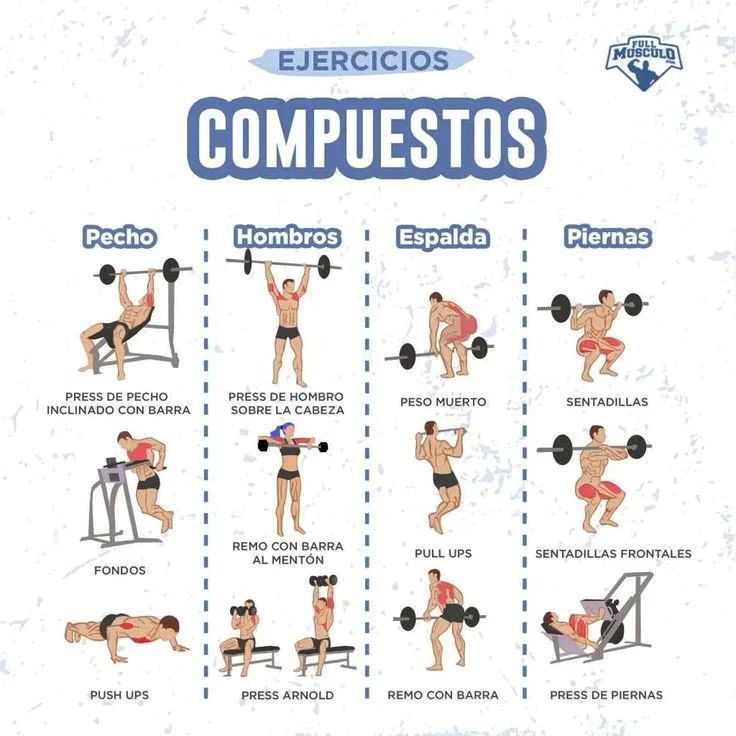 EJERCICIOS
FULL
MUSCULO
.COM
COMPUESTOS
Pecho
PRESS DE PECHO
INCLINADO CON BARRA
FONDOS
PUSH UPS
Hombros
PRESS DE HOMBRO
SOBRE LA CABEZA
REMO CON BARRA
AL MENTÓN
PRESS ARNOLD
Espalda
PESO MUERTO
PULL UPS
REMO CON BARRA
Piernas
SENTADILLAS
SENTADILLAS FRONTALES
PRESS DE PIERNAS